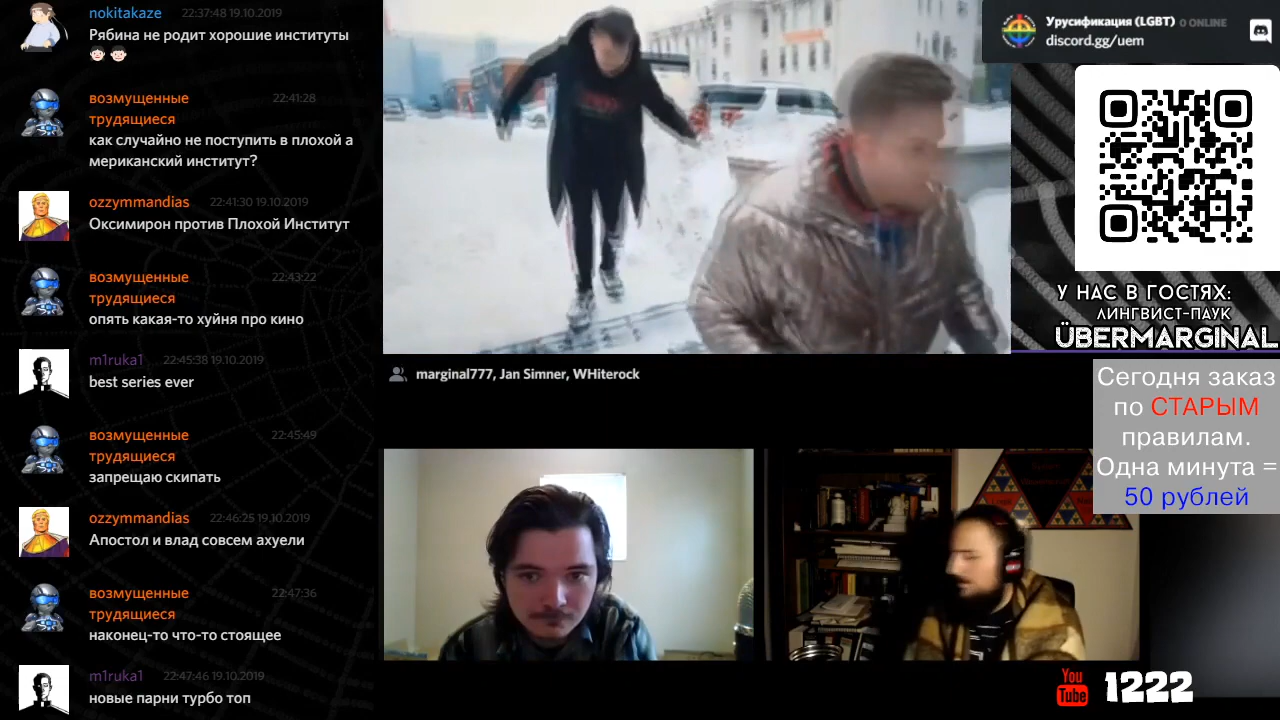 nokitakaze 22:37:48 19.10.2019
Рябина не родит хорошие институты
возмущенные 22:41:28
трудящиеся
как случайно не поступить в плохой а
мериканский институт?
ozzymmandias 22:41:30 19.10.2019
Оксимирон против Плохой Институт
возмущенные 22:43:22
трудящиеся
опять какая-то хуйня про кино
m1ruka1 22:45:38 19.10.2019
best series ever
возмущенные 22:45:49
трудящиеся
запрещаю скипать
ozzymmandias 22:46:25 19.10.2019
Апостол и влад совсем ахуели
возмущенные 22:47:36
трудящиеся
наконец-то что-то стоящее
m1ruka1 22:47:46 19.10.2019
новые парни турбо топ
marginal777, Jan Simner, WHiterock
Урусификация (LGBT) 0 ONLINE
discord.gg/uem
У НАС В ГОСТЯХ:
ЛИНГВИСТ-ПАУК
ÜBERMARGINAL
Сегодня заказ
по СТАРЫМ
правилам.
Одна минута =
50 рублей
You
Tube 1222